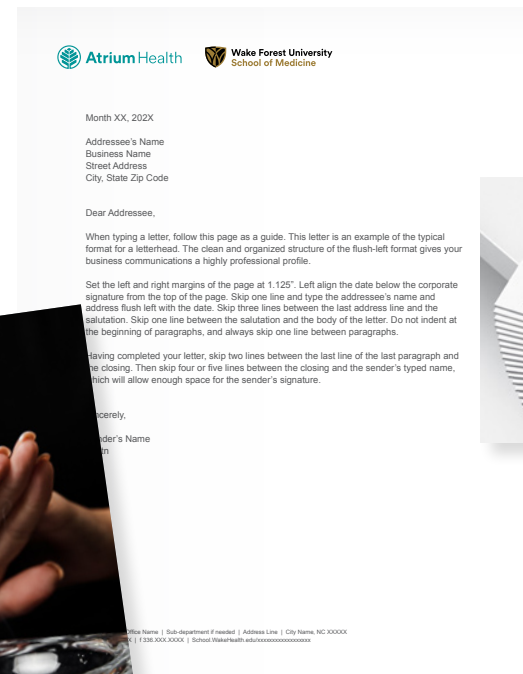 Atrium Health
Wake Forest University
School of Medicine
Month XX, 202X
Addressee's Name
Business Name
Street Address
City, State Zip Code
Dear Addressee,
When typing a letter, follow this page as a guide. This letter is an example of the typical
format for a letterhead. The clean and organized structure of the flush-left format gives your
business communications a highly professional profile.
Set the left and right margins of the page at 1.125”. Left align the date below the corporate
signature from the top of the page. Skip one line and type the addressee's name and
address flush left with the date. Skip three lines between the last address line and the
salutation. Skip one line between the salutation and the body of the letter. Do not indent at
the beginning of paragraphs, and always skip one line between paragraphs.
Having completed your letter, skip two lines between the last line of the last paragraph and
the closing. Then skip four or five lines between the closing and the sender's typed name,
which will allow enough space for the sender's signature.
ncerely,
nder's Name
Office Name | Sub-department if needed | Address Line | City Name, NC XXXXX
X | f 336.XXX.XXXX | School.WakeHealth.edu/